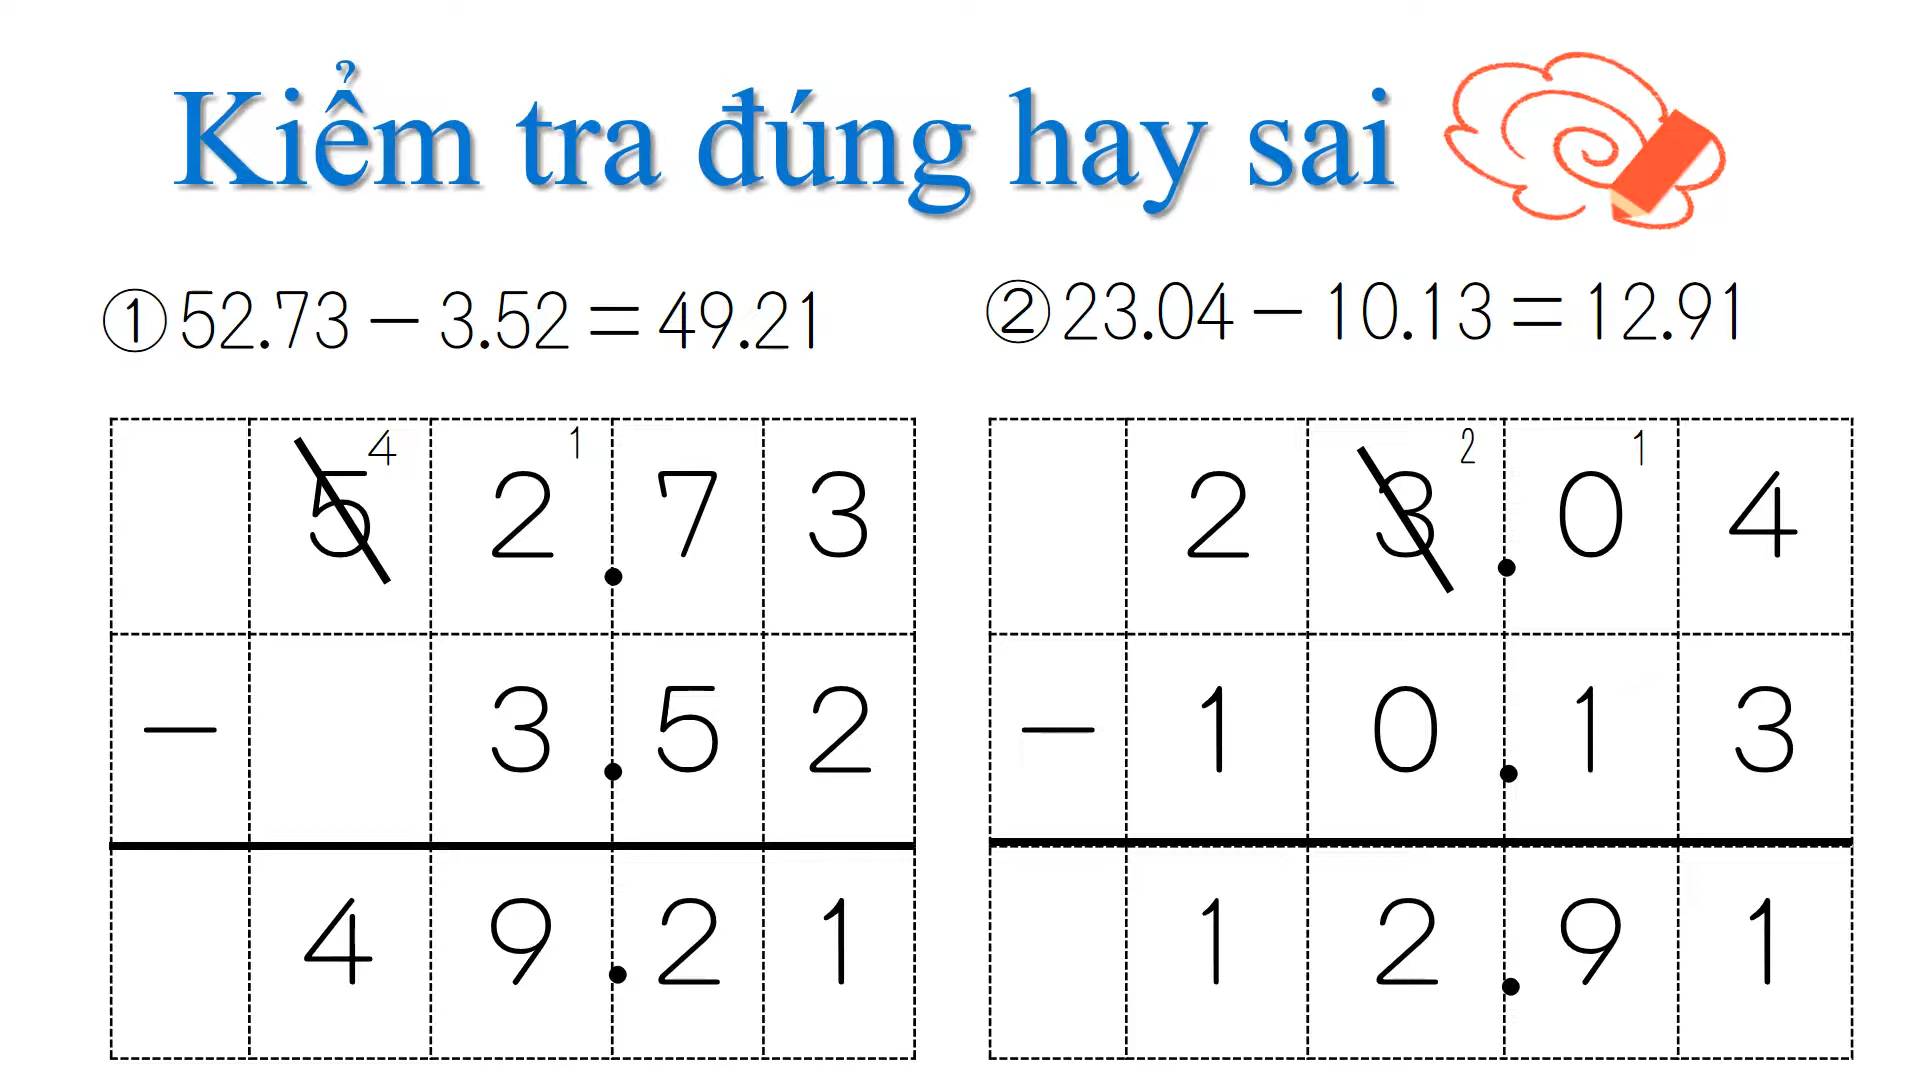 Kiểm tra đúng hay sai
①52.73－3.52＝49.21
5 4 2 1 . 7 3
－ 3 . 5 2
4 9 . 2 1
②23.04－10.13＝12.91
2 3 2 . 0 1 4
－ 1 0 . 1 3
1 2 . 9 1